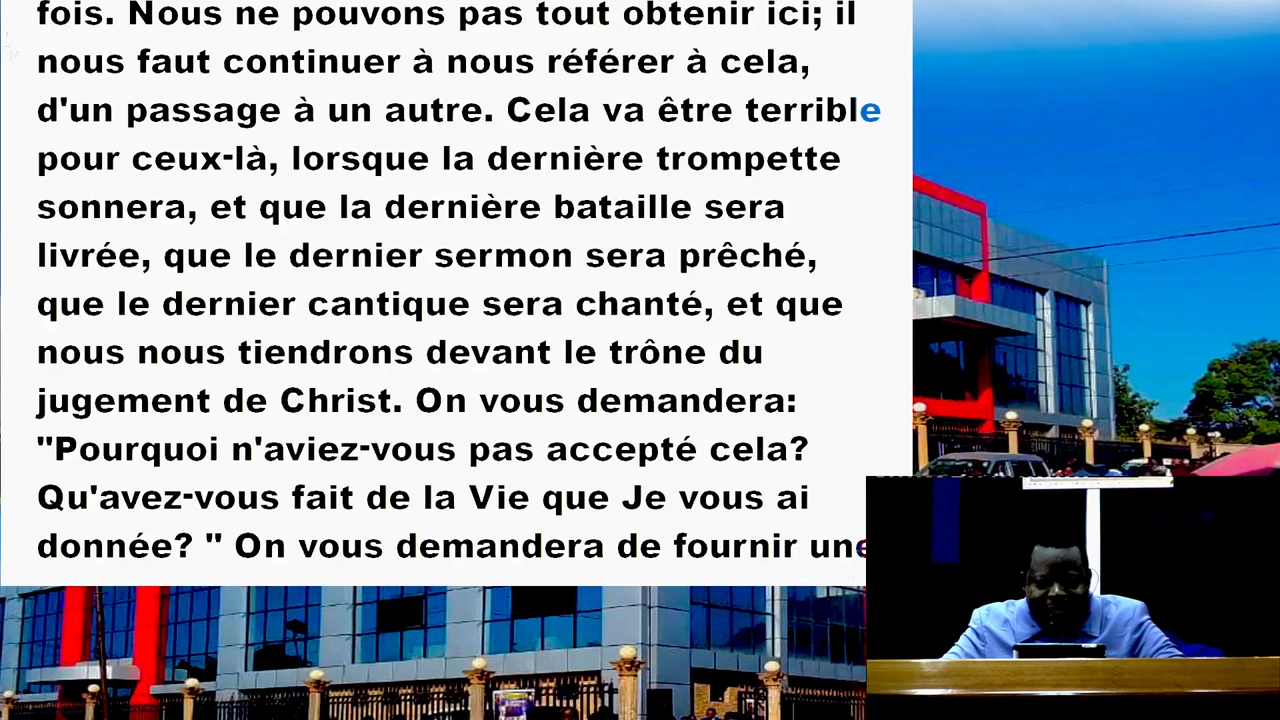 fois. Nous ne pouvons pas tout obtenir ici; il
nous faut continuer à nous référer à cela,
d'un passage à un autre. Cela va être terrible
pour ceux-là, lorsque la dernière trompette
sonnera, et que la dernière bataille sera
livrée, que le dernier sermon sera prêché,
que le dernier cantique sera chanté, et que
nous nous tiendrons devant le trône du
jugement de Christ. On vous demandera:
"Pourquoi n'aviez-vous pas accepté cela?
Qu'avez-vous fait de la Vie que Je vous ai
donnée? " On vous demandera de fournir une